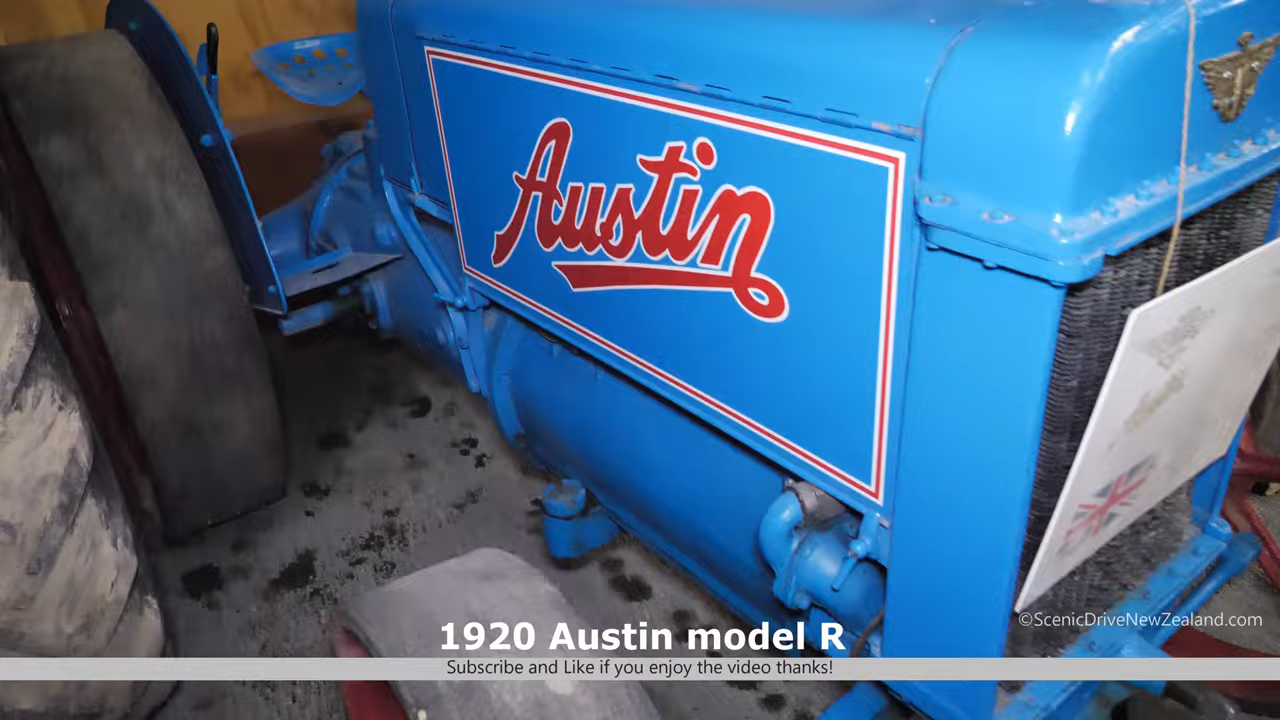 Austin
©ScenicDriveNewZealand.com
1920 Austin model R
Subscribe and Like if you enjoy the video thanks!